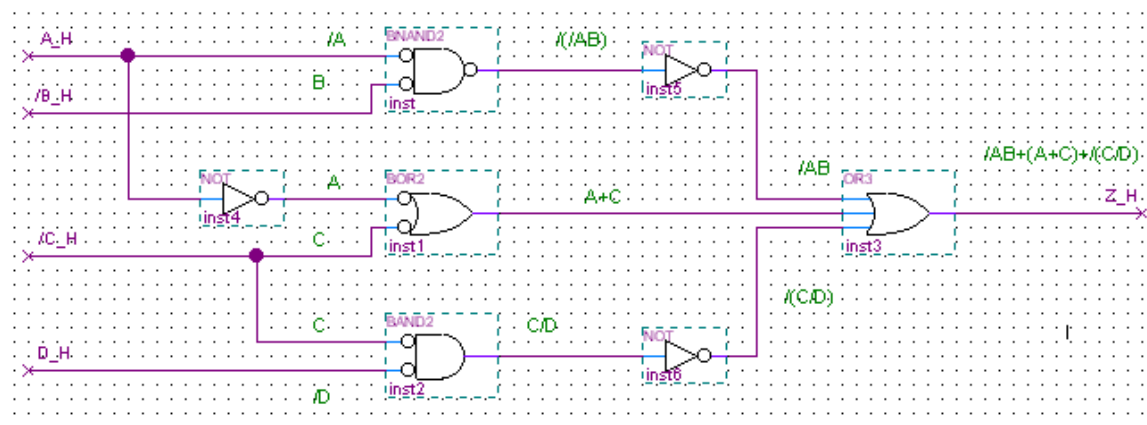 A_H
/A
BNAND2
/(/AB)
NOT
B
inst5
/B_H
inst
/AB+(A+C)+/(C/D)
NOT
A
BOR2
A+C
/AB
OR3
Z_H
inst4
/C_H
C
inst1
inst3
/(C/D)
C
BAND2
C/D
NOT
D_H
inst2
inst6
/D